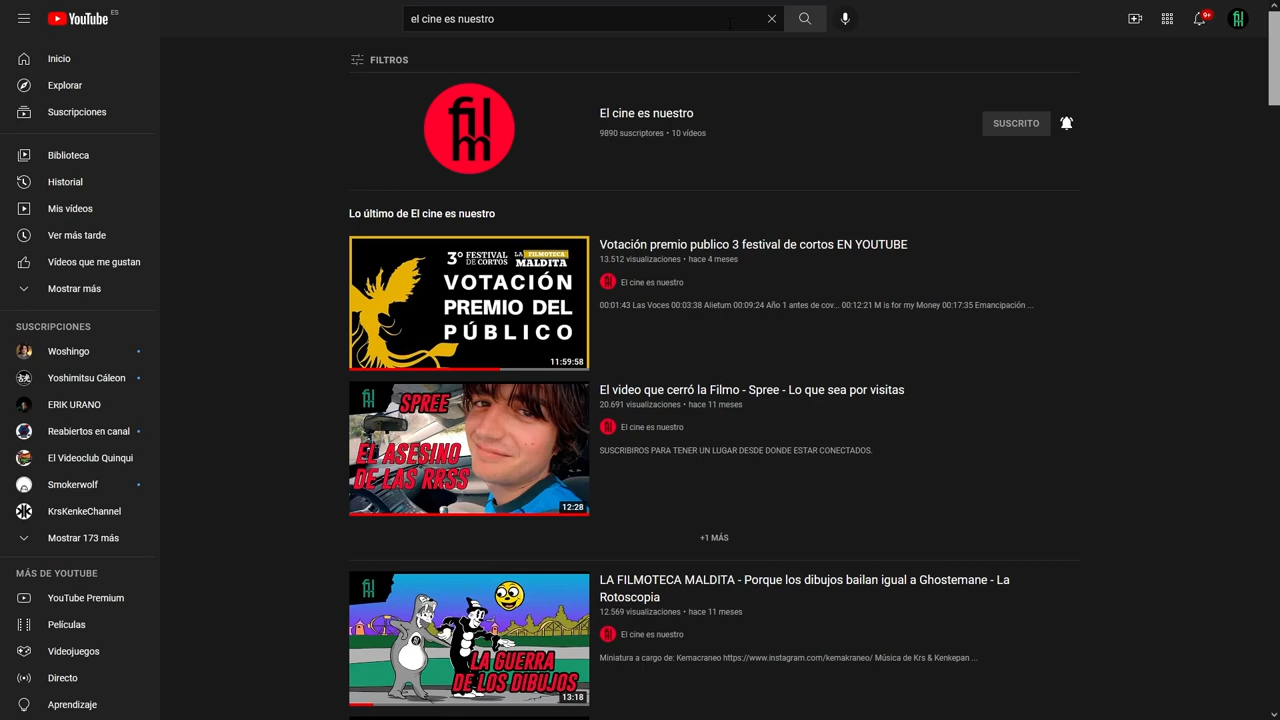 YouTube ES
el cine es nuestro
9+
Inicio
Explorar
Suscripciones
Biblioteca
Historial
Mis vídeos
Ver más tarde
Vídeos que me gustan
Mostrar más
SUSCRIPCIONES
Woshingo
Yoshimitsu Cáleon
ERIK URANO
Reabiertos en canal
El Videoclub Quinqui
Smokerwolf
KrsKenkeChannel
Mostrar 173 más
MÁS DE YOUTUBE
YouTube Premium
Películas
Videojuegos
Directo
Aprendizaje
FILTROS
film
El cine es nuestro
9890 suscriptores • 10 vídeos
SUSCRITO
Lo último de El cine es nuestro
3º FESTIVAL DE CORTOS
LA FILMOTECA MALDITA
VOTACIÓN
PREMIO DEL
PÚBLICO
11:59:58
Votación premio publico 3 festival de cortos EN YOUTUBE
13.512 visualizaciones • hace 4 meses
El cine es nuestro
00:01:43 Las Voces 00:03:38 Alietum 00:09:24 Año 1 antes de cov... 00:12:21 M is for my Money 00:17:35 Emancipación ...
film
SPREE
EL ASESINO
DE LAS RRSS
12:28
El video que cerró la Filmo - Spree - Lo que sea por visitas
20.691 visualizaciones • hace 11 meses
El cine es nuestro
SUSCRIBIROS PARA TENER UN LUGAR DESDE DONDE ESTAR CONECTADOS.
+1 MÁS
film
LA GUERRA
DE LOS DIBUJOS
13:18
LA FILMOTECA MALDITA - Porque los dibujos bailan igual a Ghostemane - La
Rotoscopia
12.569 visualizaciones • hace 11 meses
El cine es nuestro
Miniatura a cargo de: Kemacraneo https://www.instagram.com/kemakraneo/ Música de Krs & Kenkepan ...